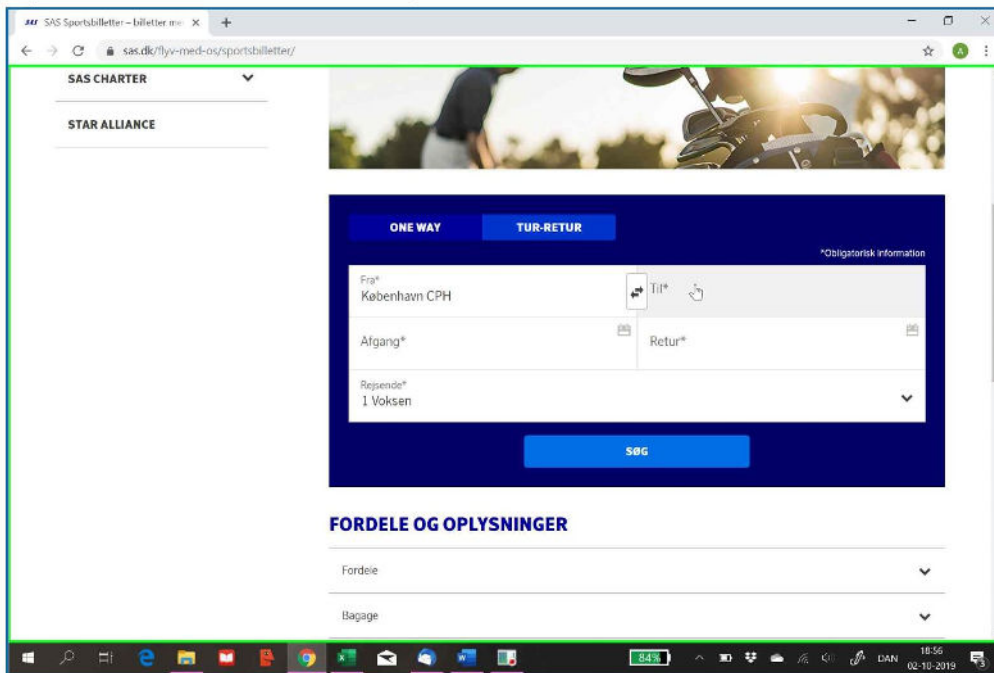 SAS SAS Sportsbilletter – billetter me
sas.dk/flyv-med-os/sportsbilletter/
A
SAS CHARTER
STAR ALLIANCE
ONE WAY
TUR-RETUR
*Obligatorisk information
Fra*
København CPH
Til*
Afgang*
Retur*
Rejsende*
1 Voksen
SØG
FORDELE OG OPLYSNINGER
Fordele
Bagage
84%
DAN
18:56
02-10-2019
3